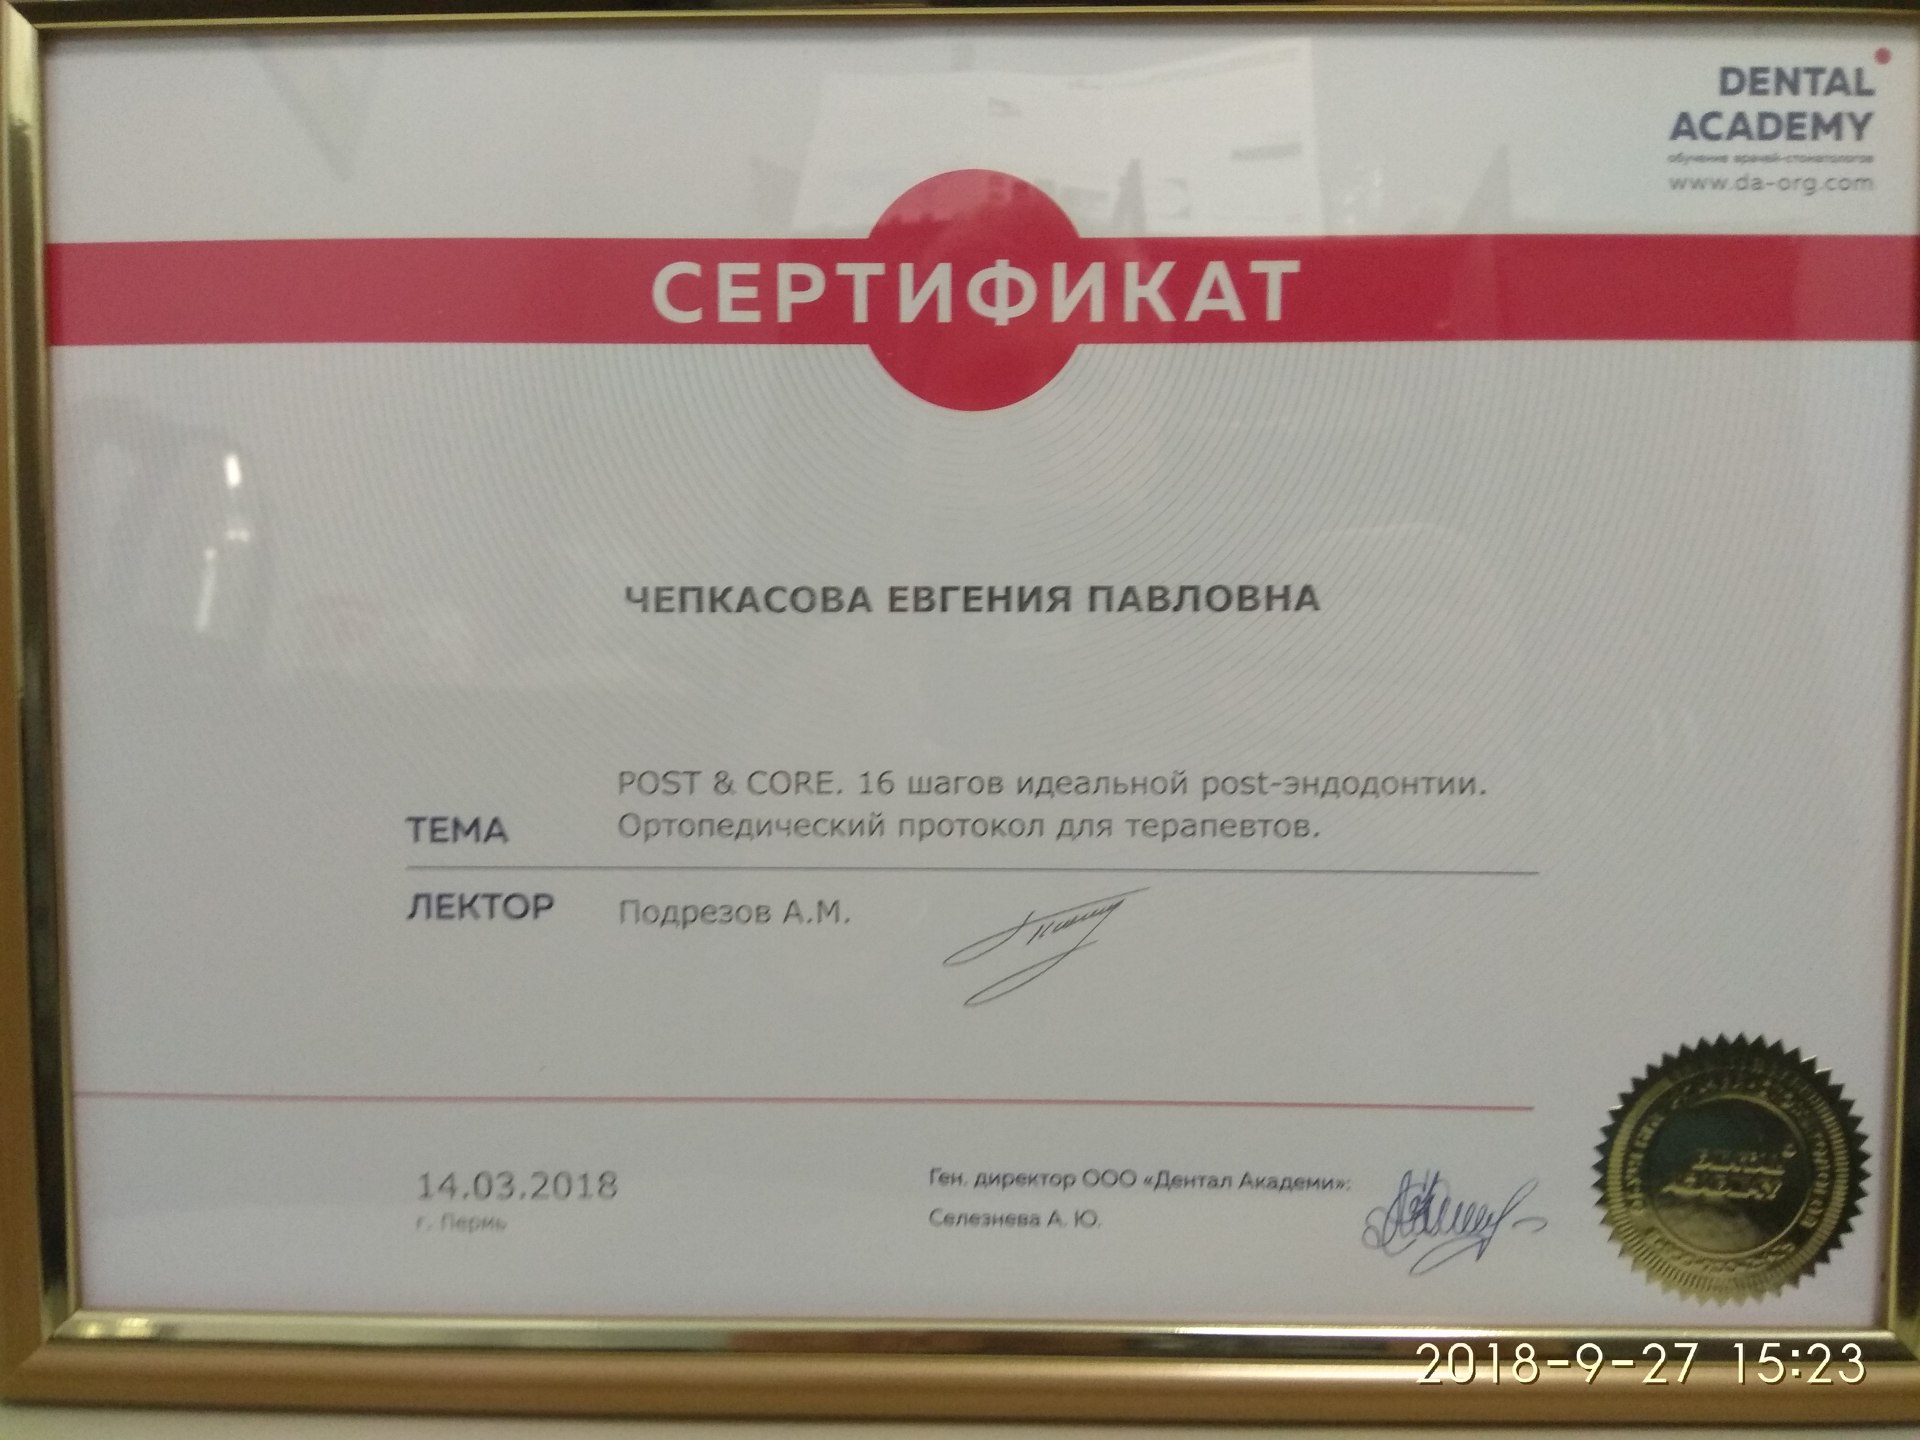 DENTAL
ACADEMY
обучение врачей-стоматологов
www.da-org.com
СЕРТИФИКАТ
ЧЕПКАСОВА ЕВГЕНИЯ ПАВЛОВНА
ТЕМА
POST & CORE. 16 шагов идеальной post-эндодонтии.
Ортопедический протокол для терапевтов.
ЛЕКТОР Подрезов А.М.
14.03.2018
г. Пермь
Ген. директор ООО «Дентал Академи»:
Селезнева А. Ю.
DENTAL
ACADEMY
2018-9-27 15:23